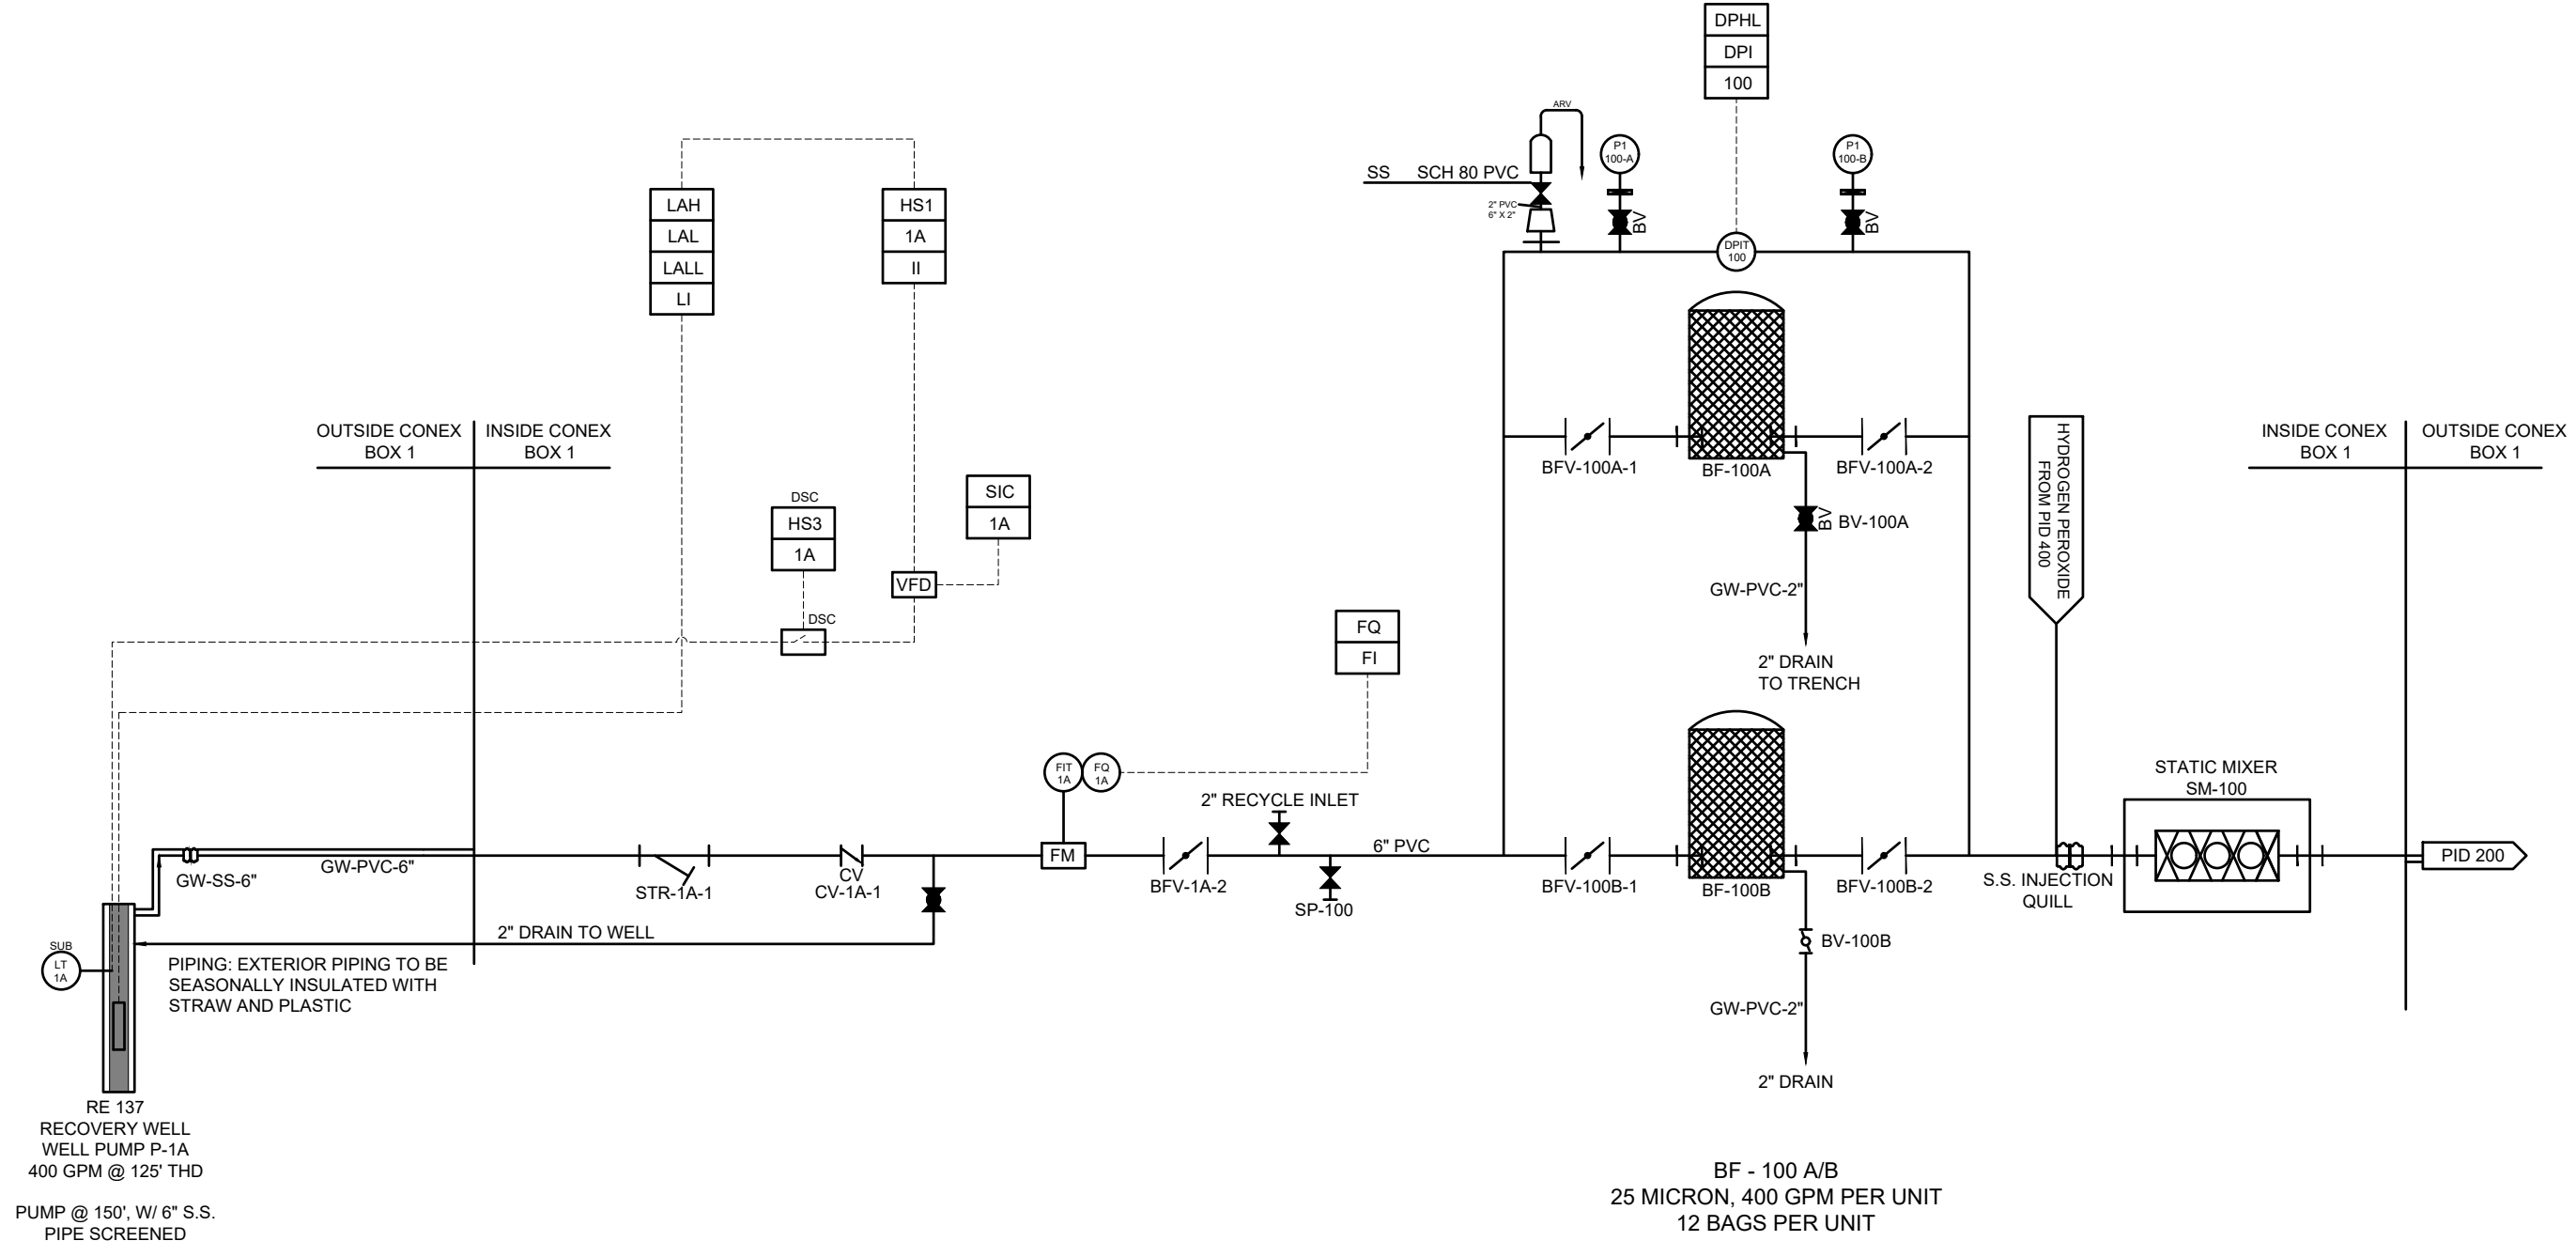 DPHL
DPI
100
ARV
P1
100-A
P1
100-B
SS SCH 80 PVC
2" PVC
6" X 2"
BV
BV
DPIT
100
LAH
LAL
LALL
LI
HS1
1A
II
OUTSIDE CONEX
BOX 1
INSIDE CONEX
BOX 1
DSC
HS3
1A
SIC
1A
VFD
DSC
BFV-100A-1
BF-100A
BFV-100A-2
BV
BV-100A
GW-PVC-2"
2" DRAIN
TO TRENCH
HYDROGEN PEROXIDE
FROM PID 400
INSIDE CONEX
BOX 1
OUTSIDE CONEX
BOX 1
FQ
FI
FIT
1A
FQ
1A
2" RECYCLE INLET
STATIC MIXER
SM-100
GW-SS-6"
GW-PVC-6"
STR-1A-1
CV
CV-1A-1
FM
BFV-1A-2
SP-100
6" PVC
BFV-100B-1
BF-100B
BFV-100B-2
S.S. INJECTION
QUILL
PID 200
2" DRAIN TO WELL
BV-100B
GW-PVC-2"
2" DRAIN
SUB
LT
1A
PIPING: EXTERIOR PIPING TO BE
SEASONALLY INSULATED WITH
STRAW AND PLASTIC
RE 137
RECOVERY WELL
WELL PUMP P-1A
400 GPM @ 125' THD
PUMP @ 150', W/ 6" S.S.
PIPE SCREENED
BF - 100 A/B
25 MICRON, 400 GPM PER UNIT
12 BAGS PER UNIT